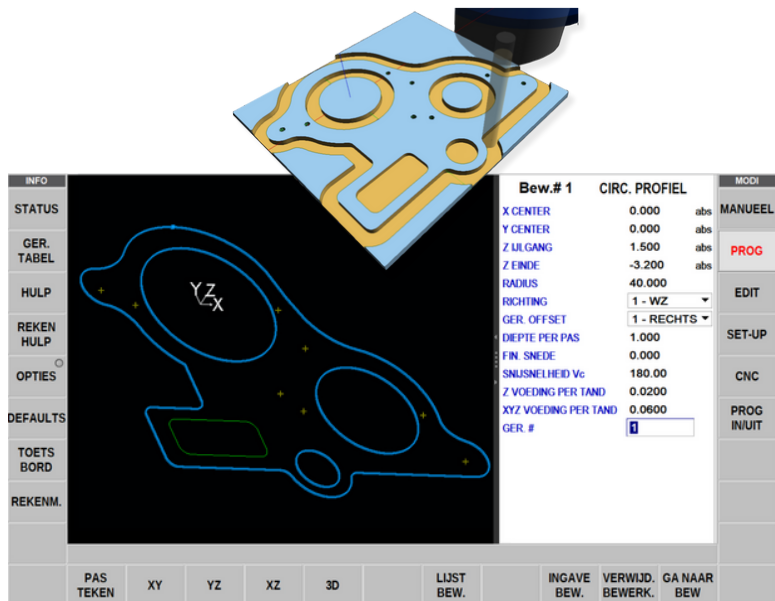 INFO
STATUS
GER.
TABEL
HULP
REKEN
HULP
OPTIES
DEFAULTS
TOETS
BORD
REKENM.
Y Z
X
Bew.# 1 CIRC. PROFIEL
X CENTER 0.000 abs
Y CENTER 0.000 abs
Z IJLGANG 1.500 abs
Z EINDE -3.200 abs
RADIUS 40.000
RICHTING 1 - WZ
GER. OFFSET 1 - RECHTS
DIEPTE PER PAS 1.000
FIN. SNEDE 0.000
SNIJSNELHEID Vc 180.00
Z VOEDING PER TAND 0.0200
XYZ VOEDING PER TAND 0.0600
GER. # 1
MODI
MANUEEL
PROG
EDIT
SET-UP
CNC
PROG
IN/UIT
PAS
TEKEN
XY
YZ
XZ
3D
LIJST
BEW.
INGAVE
BEW.
VERWIJD.
BEWERK.
GA NAAR
BEW